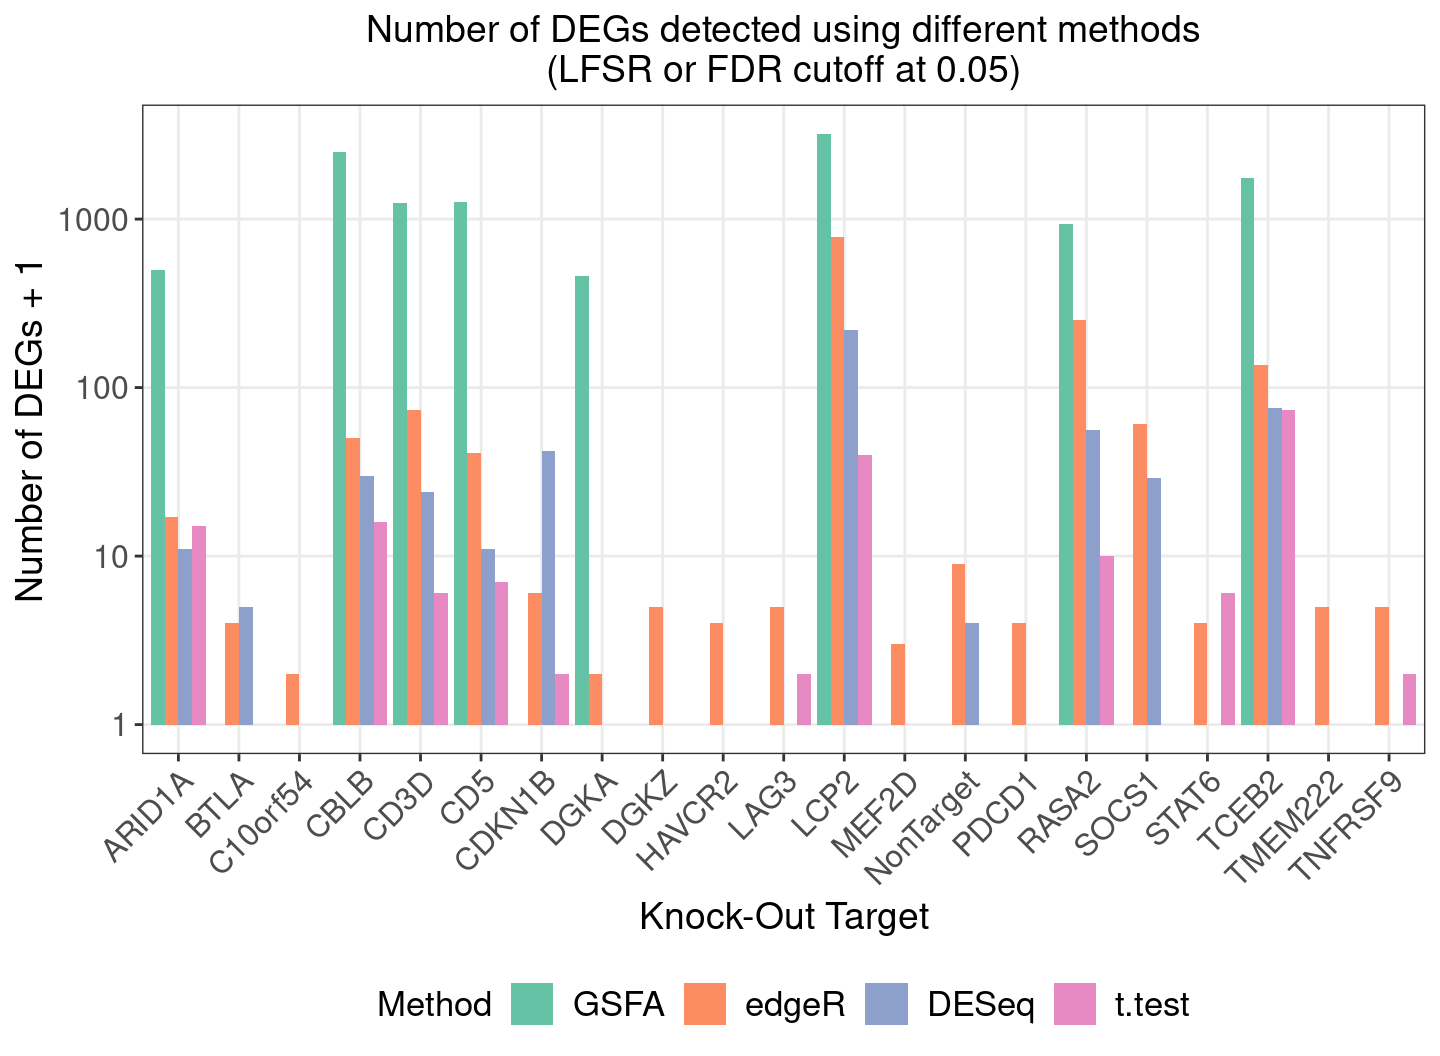 Number of DEGs detected using different methods
(LFSR or FDR cutoff at 0.05)
Number of DEGs + 1
1000
100
10
1
ARID1A
BTLA
C10orf54
CBLB
CD3D
CD5
CDKN1B
DGKA
DGKZ
HAVCR2
LAG3
LCP2
MEF2D
NonTarget
PDCD1
RASA2
SOCS1
STAT6
TCEB2
TMEM222
TNFRSF9
Knock-Out Target
Method GSFA edgeR DESeq t.test